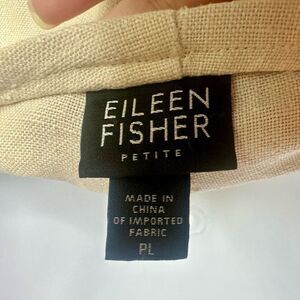 EILEEN
FISHER
PETITE
MADE IN
CHINA
OF IMPORTED
FABRIC
PL